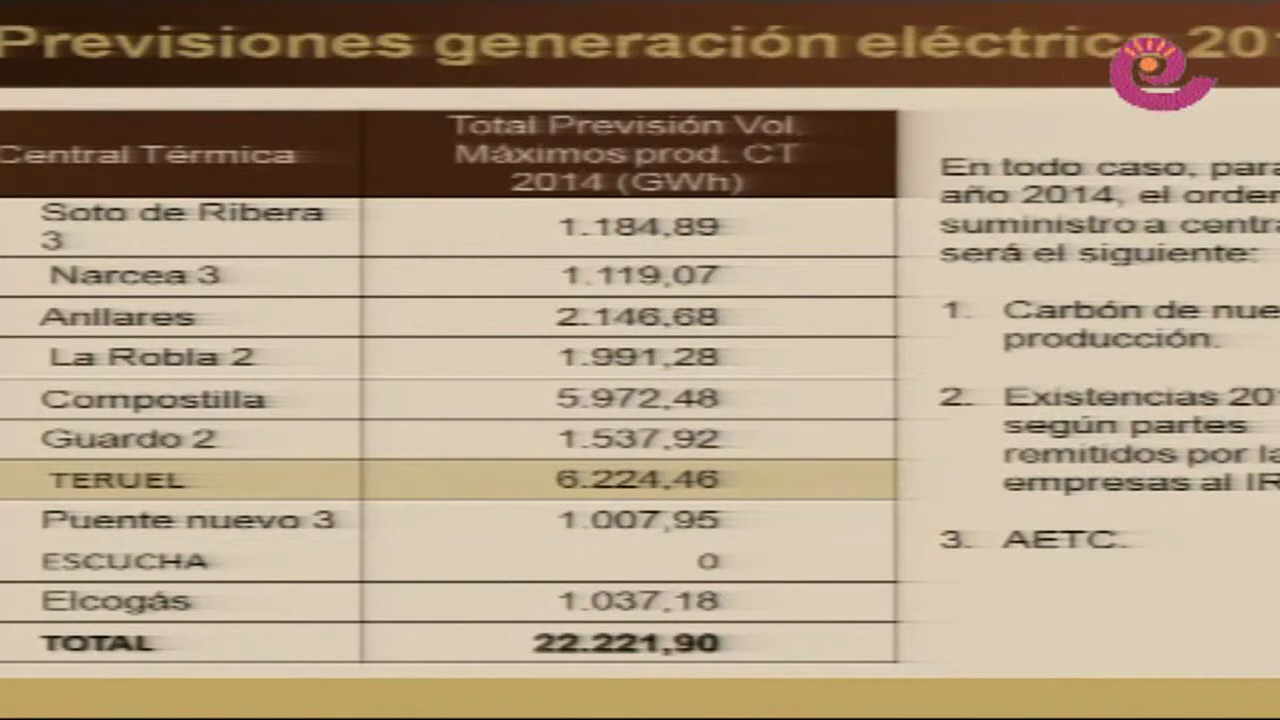 Previsiones generación eléctrica 201
Central Térmica
Total Previsión Vol.
Máximos prod. CT
2014 (GWh)
Soto de Ribera
3
1.184,89
Narcea 3
1.119,07
Anllares
2.146,68
La Robla 2
1.991,28
Compostilla
5.972,48
Guardo 2
1.537,92
TERUEL
6.224,46
Puente nuevo 3
1.007,95
ESCUCHA
0
Elcogás
1.037,18
TOTAL
22.221,90
En todo caso, para
año 2014, el orden
suministro a centra
será el siguiente:
1. Carbón de nue
producción.
2. Existencias 201
según partes
remitidos por la
empresas al IR
3. AETC.